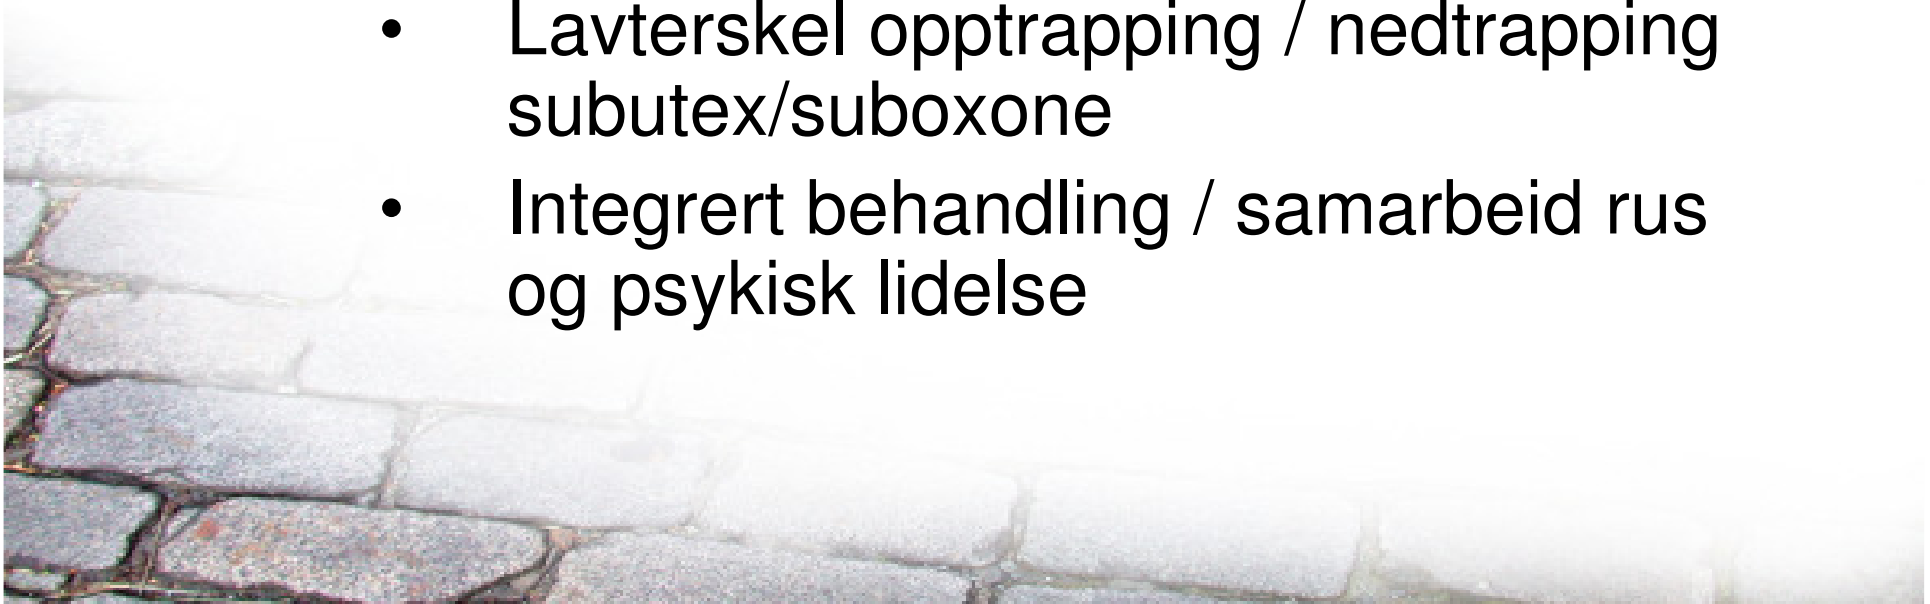 • Lavterskel opptrapping / nedtrapping
subutex/suboxone
• Integrert behandling / samarbeid rus
og psykisk lidelse